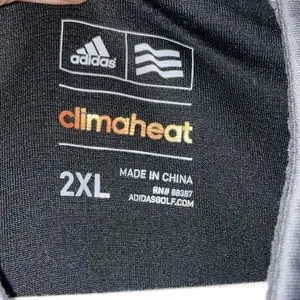 adidas
climaheat
2XL
MADE IN CHINA
RN# 88387
ADIDASGOLF.COM